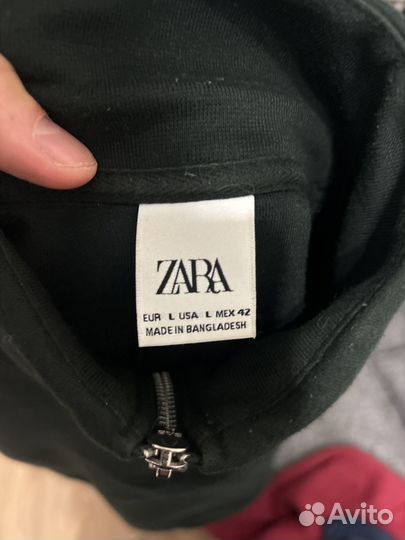 ZARA
EUR L USA L MEX 42
MADE IN BANGLADESH
Avito